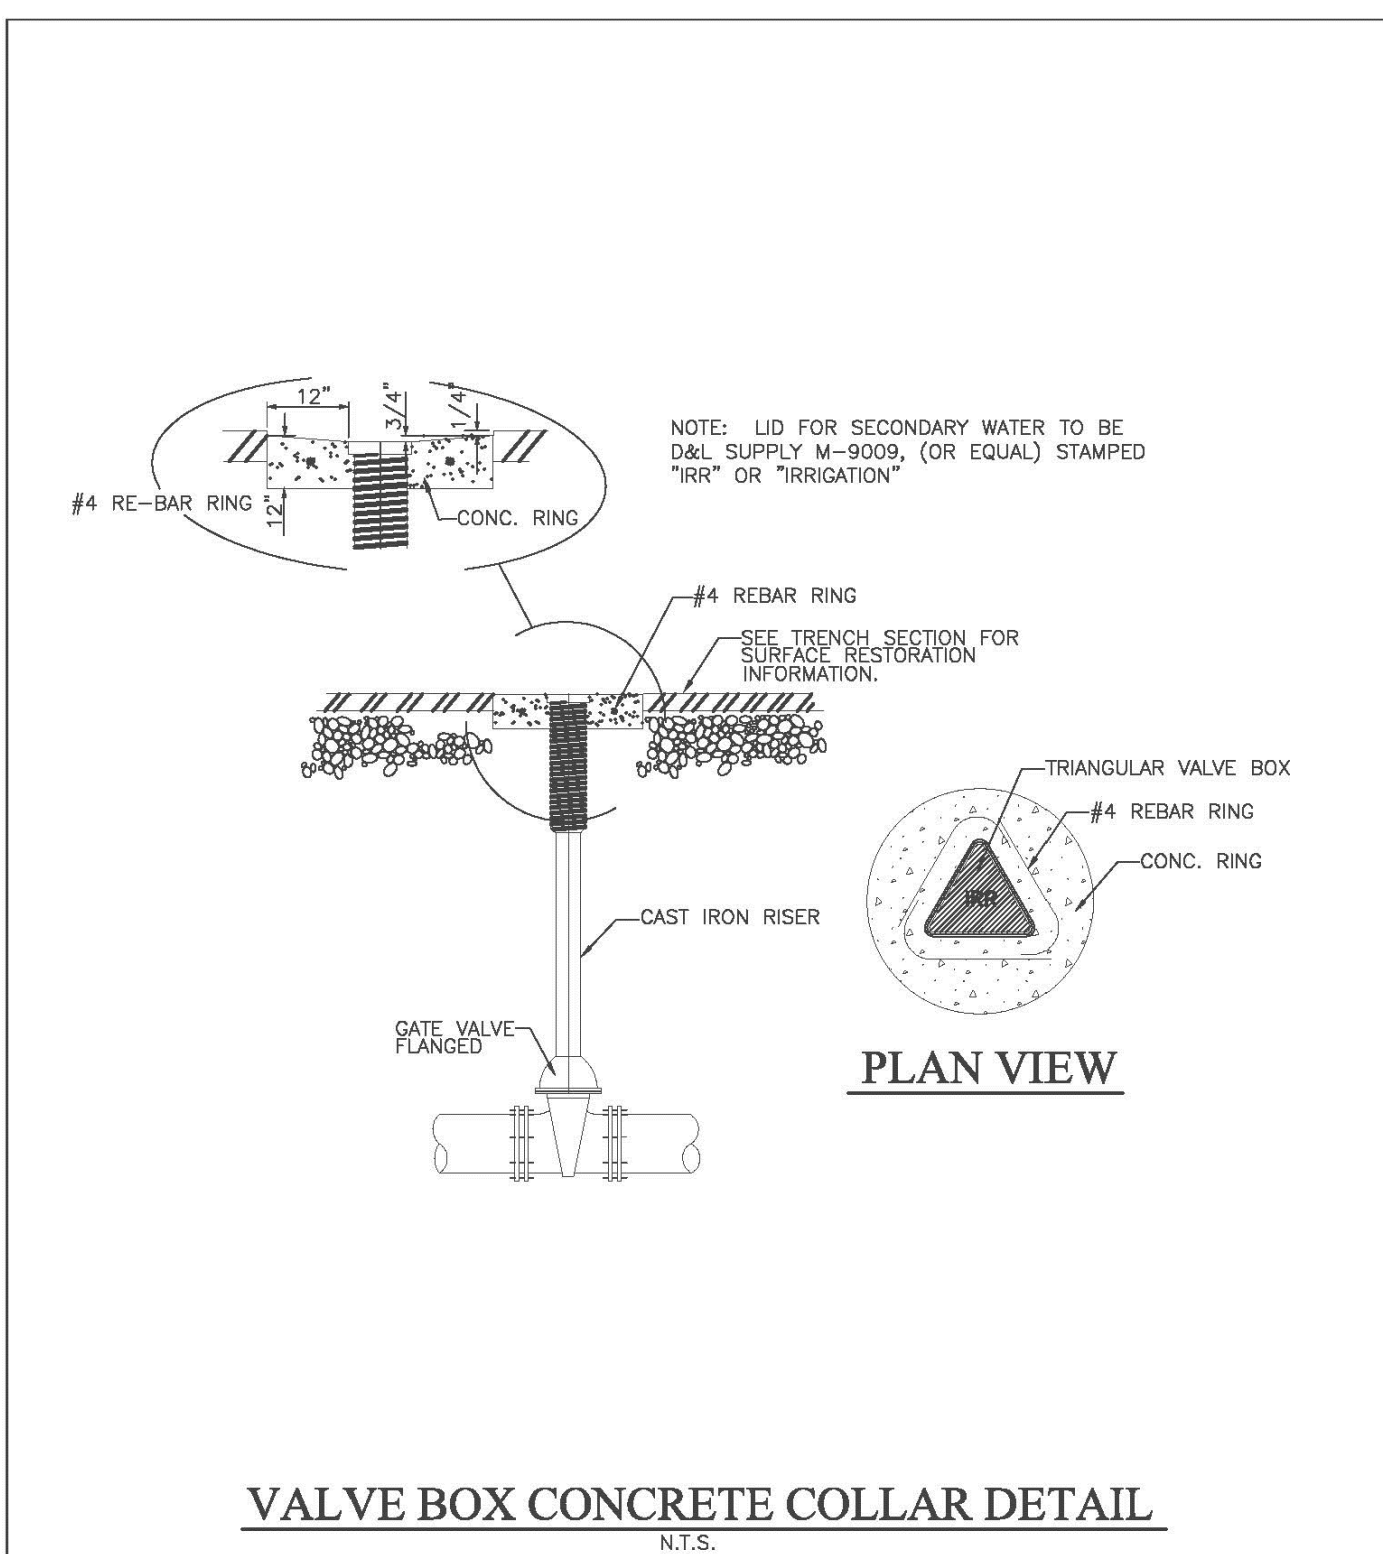 12"
3/4"
1/4"
NOTE: LID FOR SECONDARY WATER TO BE
D&L SUPPLY M-9009, (OR EQUAL) STAMPED
"IRR" OR "IRRIGATION"
#4 RE-BAR RING
12"
CONC. RING
#4 REBAR RING
SEE TRENCH SECTION FOR
SURFACE RESTORATION
INFORMATION.
TRIANGULAR VALVE BOX
#4 REBAR RING
CONC. RING
IRR
CAST IRON RISER
GATE VALVE
FLANGED
PLAN VIEW
VALVE BOX CONCRETE COLLAR DETAIL
N.T.S.